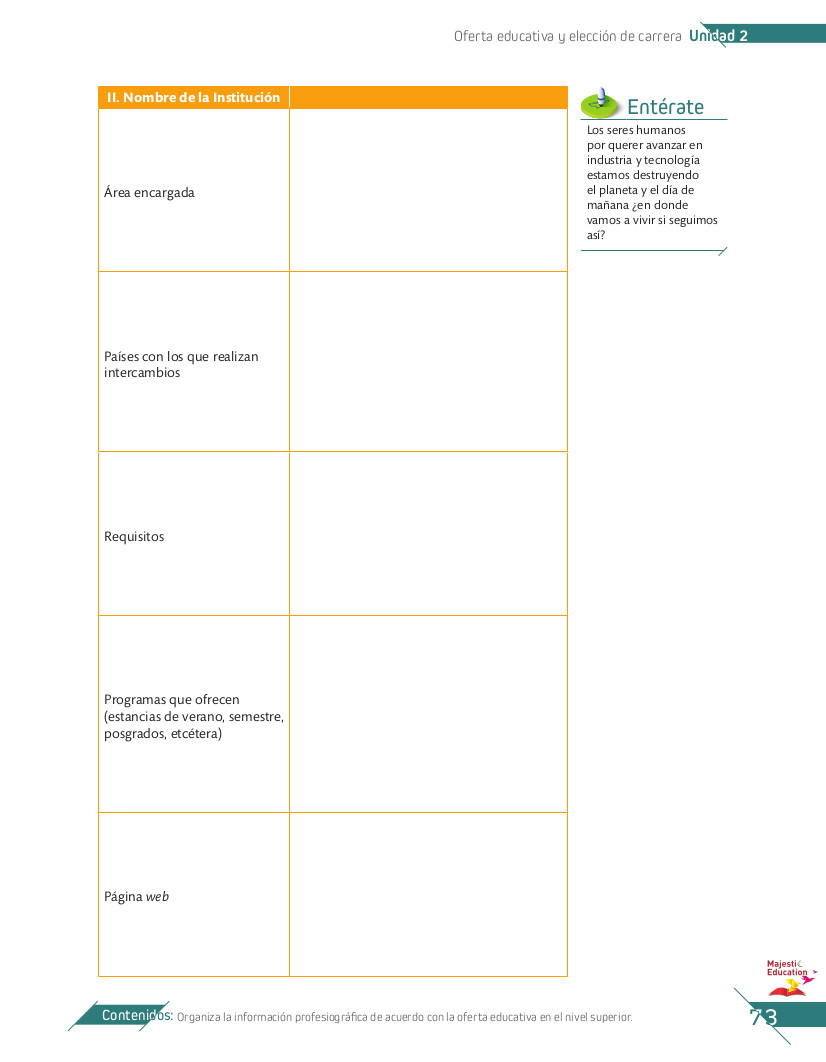 Oferta educativa y elección de carrera Unidad 2
II. Nombre de la Institución
Área encargada
Países con los que realizan
intercambios
Requisitos
Programas que ofrecen
(estancias de verano, semestre,
posgrados, etcétera)
Página web
Entérate
Los seres humanos
por querer avanzar en
industria y tecnología
estamos destruyendo
el planeta y el día de
mañana ¿en donde
vamos a vivir si seguimos
así?
Majesti
Education
Contenidos: Organiza la información profesiográfica de acuerdo con la oferta educativa en el nivel superior.
73